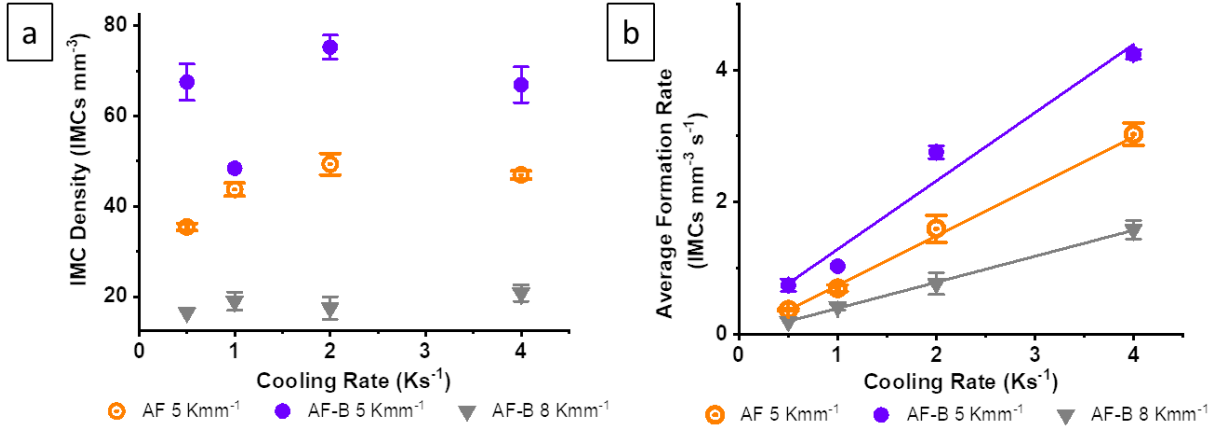 a
IMC Density (IMCs mm⁻³)
80
60
40
20
0
1
2
3
4
Cooling Rate (Ks⁻¹)
AF 5 Kmm⁻¹
AF-B 5 Kmm⁻¹
AF-B 8 Kmm⁻¹
b
Average Formation Rate
(IMCs mm⁻³ s⁻¹)
4
2
0
0
1
2
3
4
Cooling Rate (Ks⁻¹)
AF 5 Kmm⁻¹
AF-B 5 Kmm⁻¹
AF-B 8 Kmm⁻¹